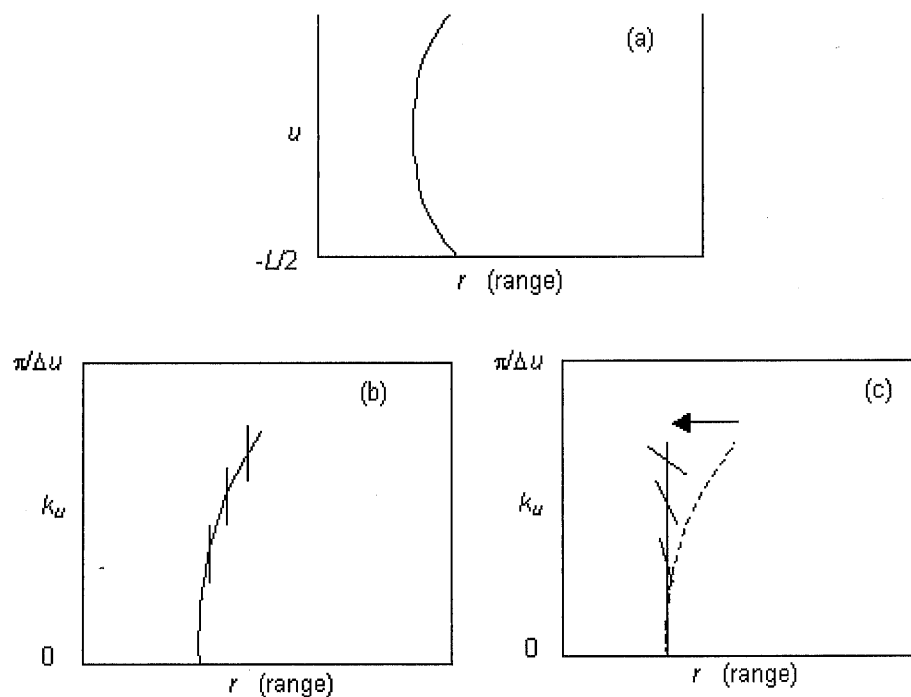 (a)
u
-L/2
r (range)
π/Δu
(b)
k_u
0
r (range)
π/Δu
(c)
k_u
0
r (range)